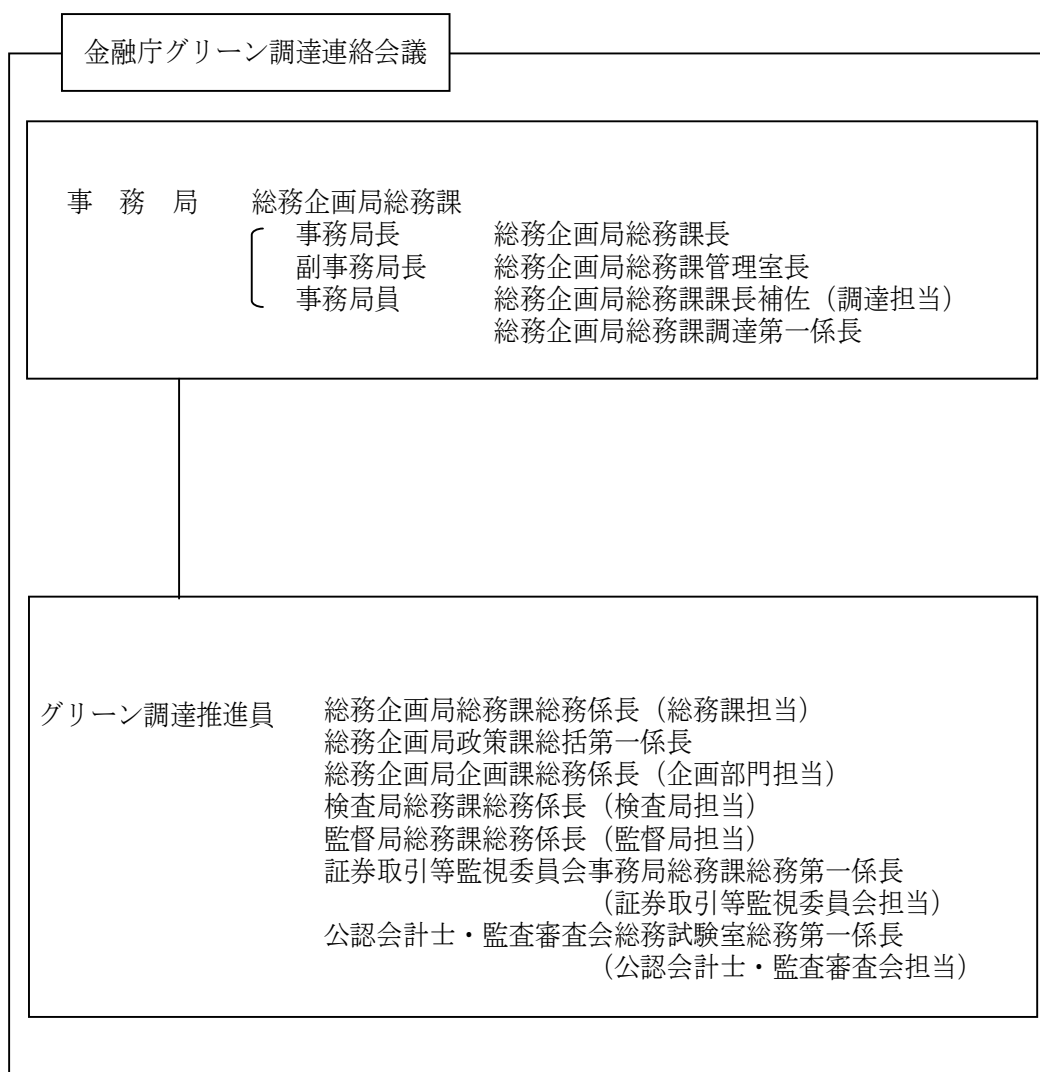 金融庁グリーン調達連絡会議
事 務 局 総務企画局総務課
事務局長 総務企画局総務課長
副事務局長 総務企画局総務課管理室長
事務局員 総務企画局総務課課長補佐(調達担当)
総務企画局総務課調達第一係長
グリーン調達推進員 総務企画局総務課総務係長(総務課担当)
総務企画局政策課総括第一係長
総務企画局企画課総務係長(企画部門担当)
検査局総務課総務係長(検査局担当)
監督局総務課総務係長(監督局担当)
証券取引等監視委員会事務局総務課総務第一係長
(証券取引等監視委員会担当)
公認会計士・監査審査会総務試験室総務第一係長
(公認会計士・監査審査会担当)